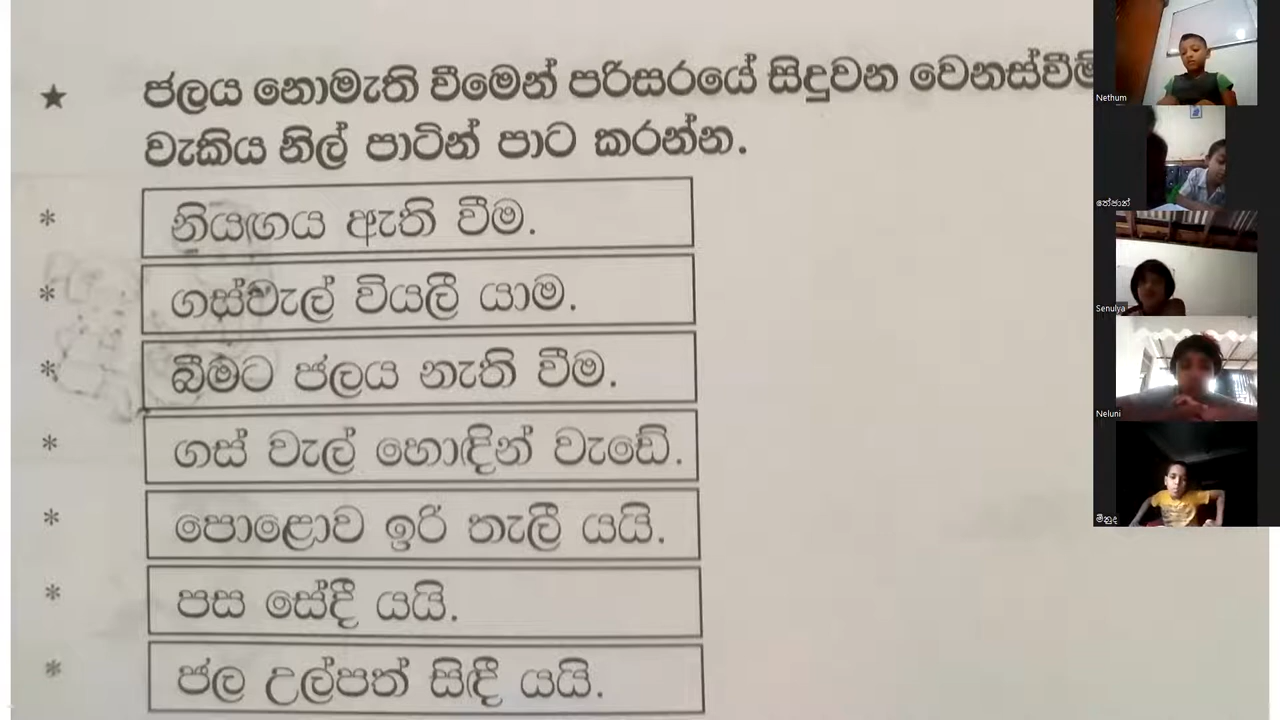 ★ ජලය නොමැති වීමෙන් පරිසරයේ සිදුවන
වැකිය නිල් පාටින් පාට කරන්න.
* නියඟය ඇති වීම.
* ගස්වැල් වියලී යාම.
* බීමට ජලය නැති වීම.
* ගස් වැල් හොඳින් වැඩේ.
* පොළොව ඉරි තැලී යයි.
* පස සේදී යයි.
* ජල උල්පත් සිඳී යයි.
Nethum
තේජාන්
Senulya
Neluni
මිනුද